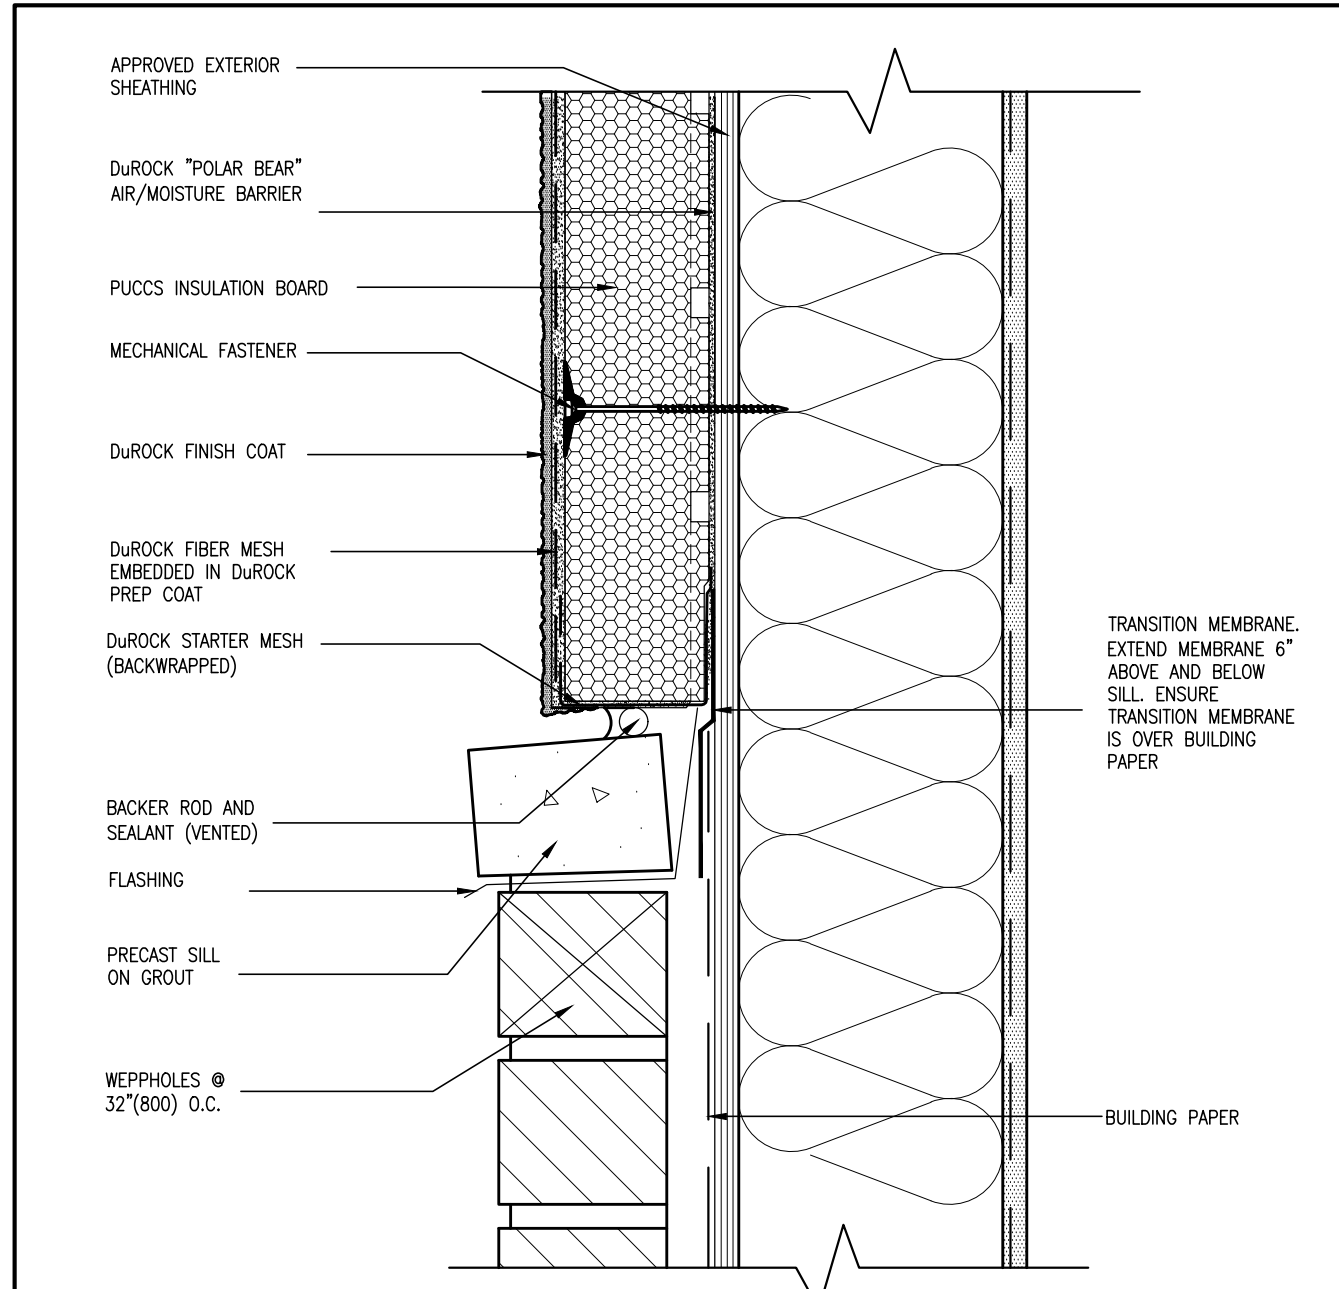 APPROVED EXTERIOR
SHEATHING
DuROCK "POLAR BEAR"
AIR/MOISTURE BARRIER
PUCCS INSULATION BOARD
MECHANICAL FASTENER
DuROCK FINISH COAT
DuROCK FIBER MESH
EMBEDDED IN DuROCK
PREP COAT
DuROCK STARTER MESH
(BACKWRAPPED)
BACKER ROD AND
SEALANT (VENTED)
FLASHING
PRECAST SILL
ON GROUT
WEPPHOLES @
32"(800) O.C.
TRANSITION MEMBRANE.
EXTEND MEMBRANE 6"
ABOVE AND BELOW
SILL. ENSURE
TRANSITION MEMBRANE
IS OVER BUILDING
PAPER
BUILDING PAPER